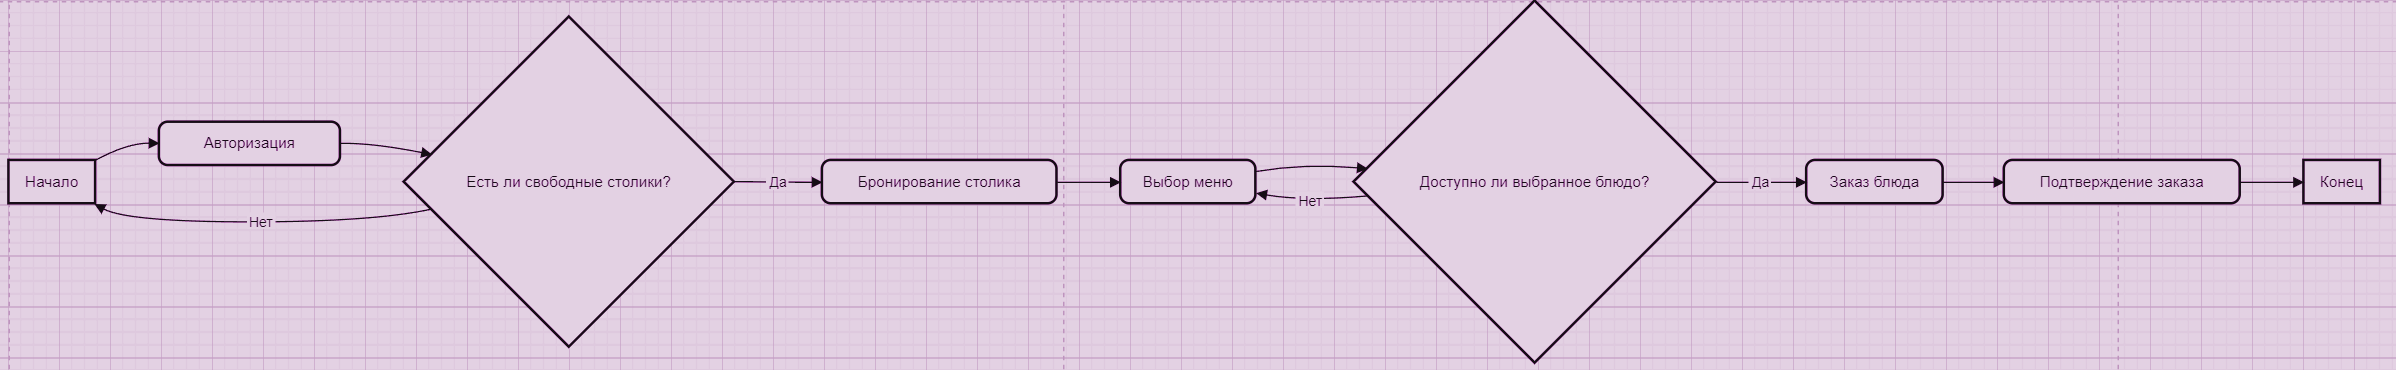 Начало
Авторизация
Нет
Есть ли свободные столики?
Да
Бронирование столика
Выбор меню
Нет
Доступно ли выбранное блюдо?
Да
Заказ блюда
Подтверждение заказа
Конец